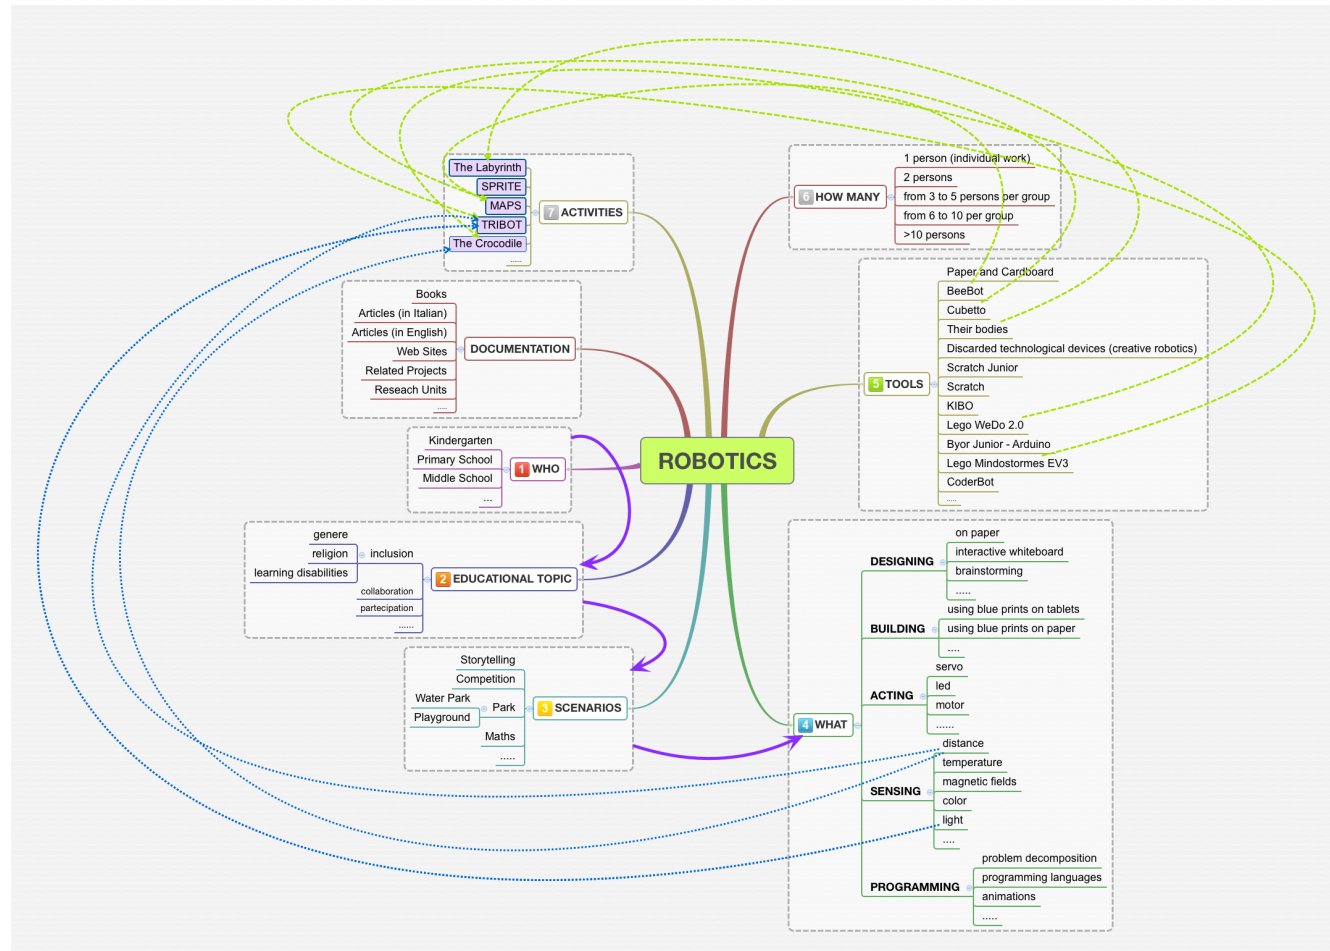 ROBOTICS
1 WHO
Kindergarten
Primary School
Middle School
...
2 EDUCATIONAL TOPIC
inclusion
genere
religion
learning disabilities
collaboration
partecipation
......
3 SCENARIOS
Storytelling
Competition
Park
Water Park
Playground
Maths
.....
4 WHAT
DESIGNING
on paper
interactive whiteboard
brainstorming
.....
BUILDING
using blue prints on tablets
using blue prints on paper
....
ACTING
servo
led
motor
......
SENSING
distance
temperature
magnetic fields
color
light
....
PROGRAMMING
problem decomposition
programming languages
animations
.....
5 TOOLS
Paper and Cardboard
BeeBot
Cubetto
Their bodies
Discarded technological devices (creative robotics)
Scratch Junior
Scratch
KIBO
Lego WeDo 2.0
Byor Junior - Arduino
Lego Mindostormes EV3
CoderBot
.....
6 HOW MANY
1 person (individual work)
2 persons
from 3 to 5 persons per group
from 6 to 10 per group
>10 persons
7 ACTIVITIES
The Labyrinth
SPRITE
MAPS
TRIBOT
The Crocodile
.....
DOCUMENTATION
Books
Articles (in Italian)
Articles (in English)
Web Sites
Related Projects
Reseach Units
.....